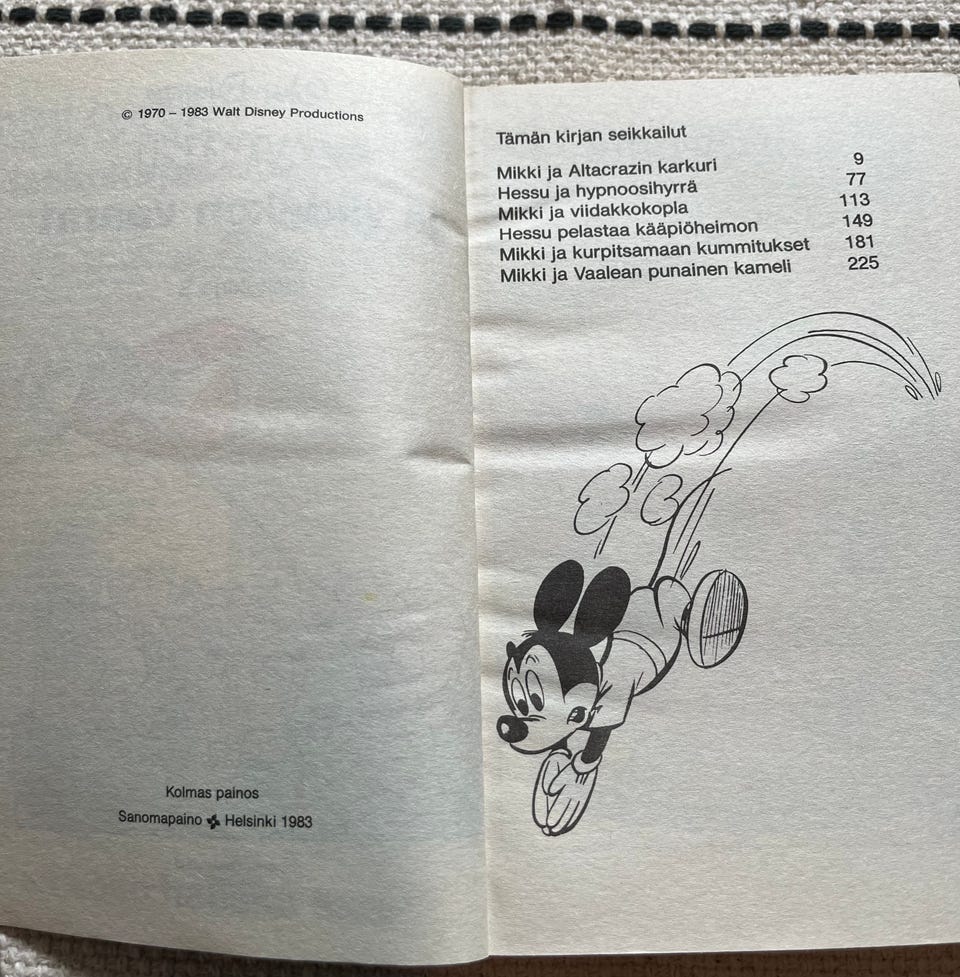 © 1970 – 1983 Walt Disney Productions
Kolmas painos
Sanomapaino Helsinki 1983
Tämän kirjan seikkailut
Mikki ja Altacrazin karkuri 9
Hessu ja hypnoosihyrrä 77
Mikki ja viidakkokopla 113
Hessu pelastaa kääpiöheimon 149
Mikki ja kurpitsamaan kummitukset 181
Mikki ja Vaalean punainen kameli 225